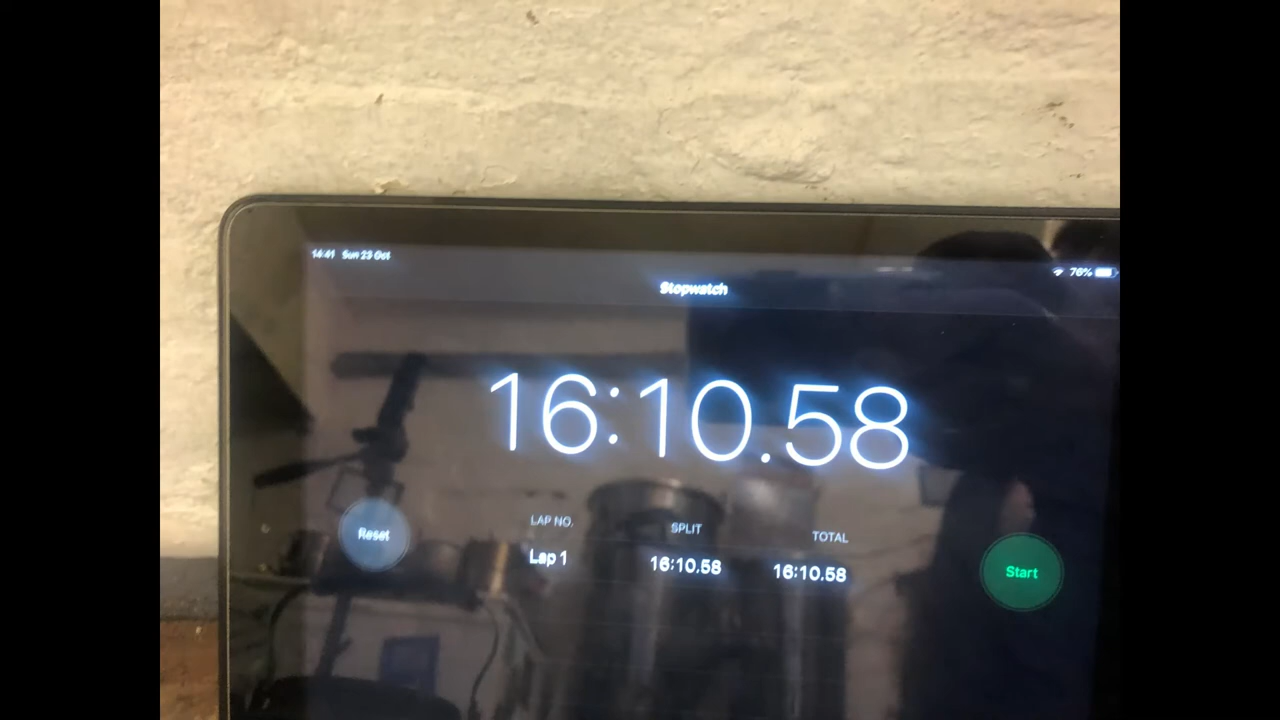 14:41 Sun 23 Oct
76%
Stopwatch
16:10.58
LAP NO. SPLIT TOTAL
Lap 1 16:10.58 16:10.58
Reset
Start